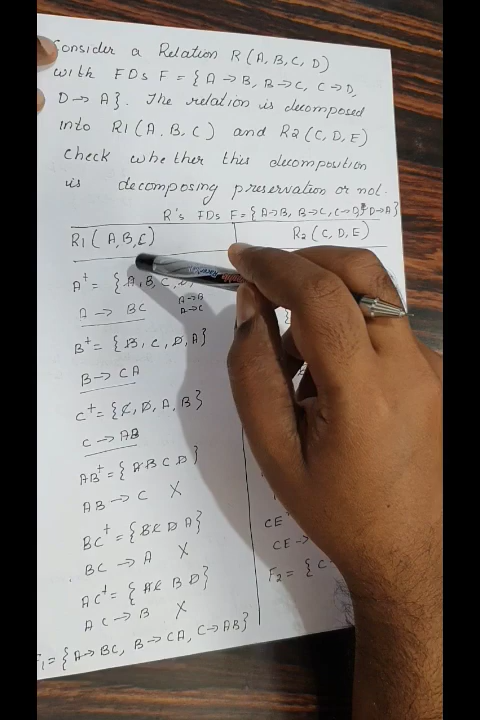 Consider a Relation R(A,B,C,D)
with FDs F = { A→B, B→C, C→D,
D→A}. The relation is decomposed
into R1(A.B,C) and R2(C,D,E)
Check whether this decomposition
is decomposing preservation or not.
R's FDs F={A→B, B→C, C→D, D→A}
R1(A,B,C)
R2(C,D,E)
A+ = {A,B,C,D
A→B
A→C
A → BC
B+ = {B, C, D, A}
B → CA
C+ = {C, D, A, B}
C → AB
AB+ = {A B C D}
AB → C X
BC+ = {B C D A}
BC → A X
AC+ = {A C B D}
AC → B X
F1 = {A→BC, B→CA, C→AB}
CE+
CE →
F2 = { C